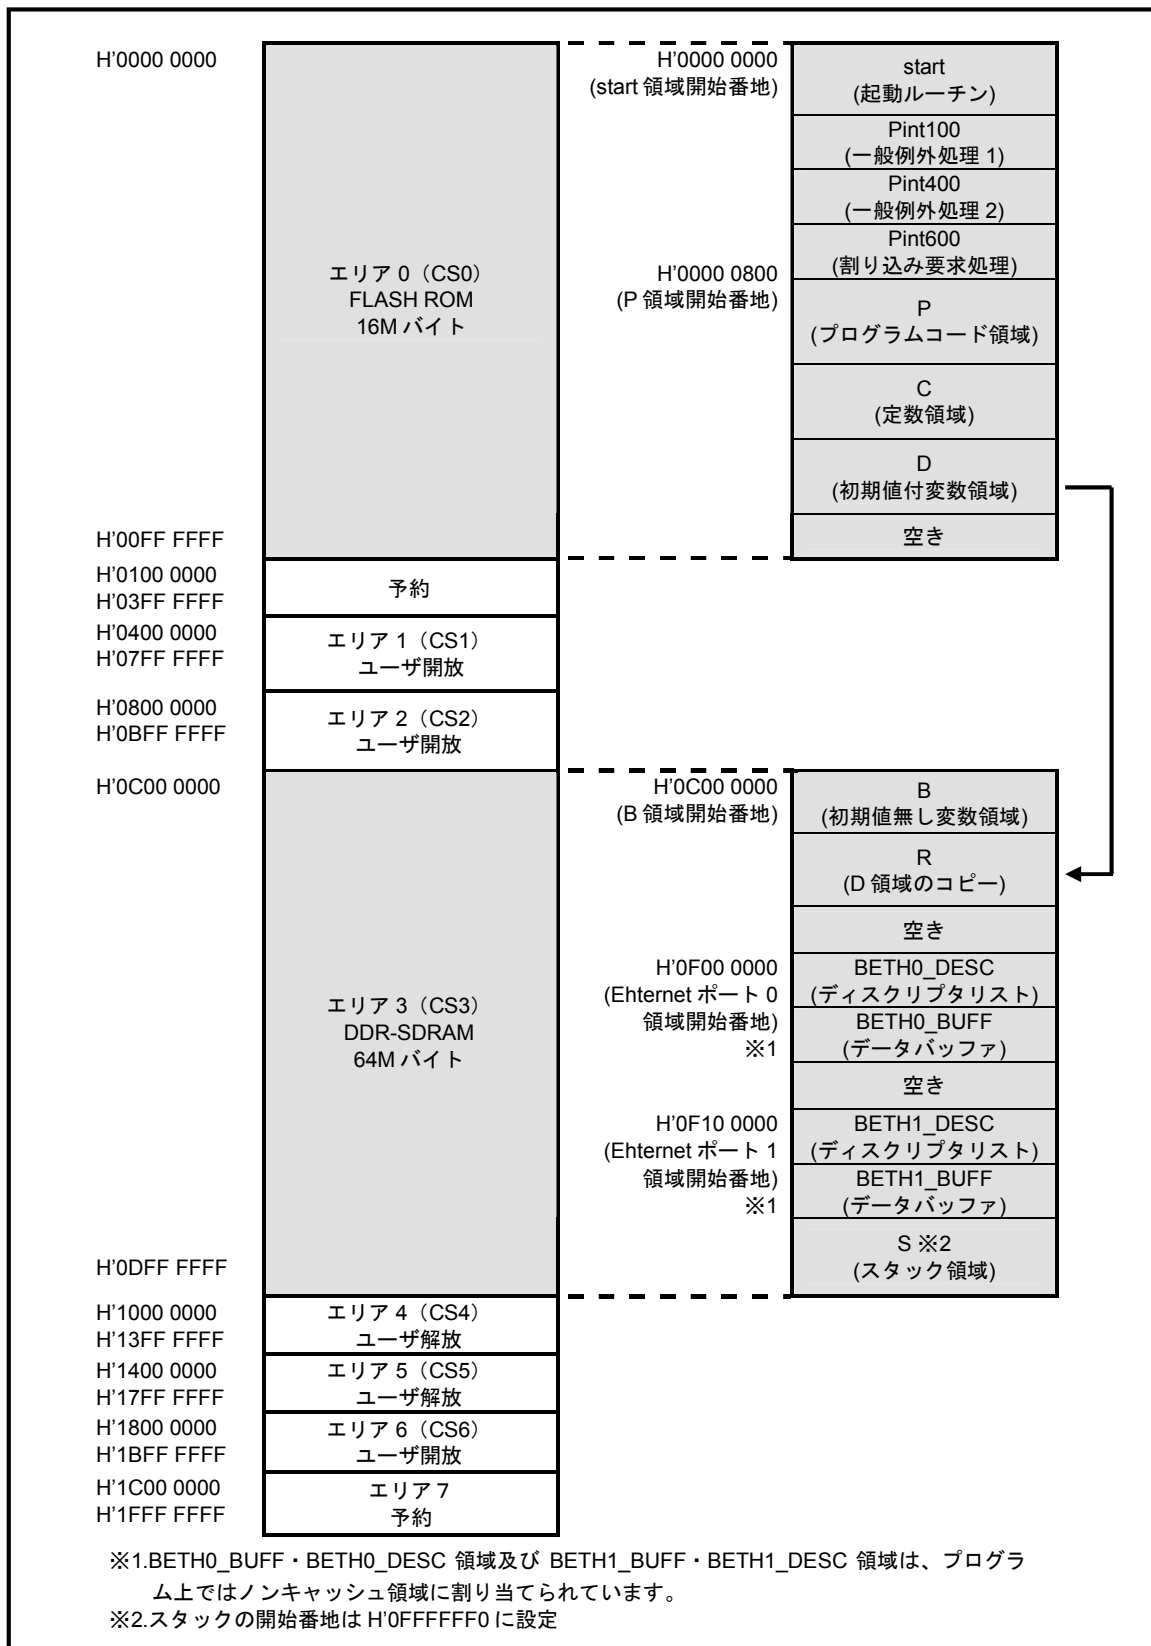 H'0000 0000
エリア 0（CS0）
FLASH ROM
16M バイト
H'00FF FFFF
H'0000 0000
(start 領域開始番地)
H'0000 0800
(P 領域開始番地)
start
(起動ルーチン)
Pint100
(一般例外処理 1)
Pint400
(一般例外処理 2)
Pint600
(割り込み要求処理)
P
(プログラムコード領域)
C
(定数領域)
D
(初期値付変数領域)
空き
H'0100 0000
H'03FF FFFF
予約
H'0400 0000
H'07FF FFFF
エリア 1（CS1）
ユーザ開放
H'0800 0000
H'0BFF FFFF
エリア 2（CS2）
ユーザ開放
H'0C00 0000
エリア 3（CS3）
DDR-SDRAM
64M バイト
H'0DFF FFFF
H'0C00 0000
(B 領域開始番地)
H'0F00 0000
(Ehternet ポート 0
領域開始番地)
※1
H'0F10 0000
(Ehternet ポート 1
領域開始番地)
※1
B
(初期値無し変数領域)
R
(D 領域のコピー)
空き
BETH0_DESC
(ディスクリプタリスト)
BETH0_BUFF
(データバッファ)
空き
BETH1_DESC
(ディスクリプタリスト)
BETH1_BUFF
(データバッファ)
S ※2
(スタック領域)
H'1000 0000
H'13FF FFFF
エリア 4（CS4）
ユーザ解放
H'1400 0000
H'17FF FFFF
エリア 5（CS5）
ユーザ解放
H'1800 0000
H'1BFF FFFF
エリア 6（CS6）
ユーザ開放
H'1C00 0000
H'1FFF FFFF
エリア 7
予約
※1.BETH0_BUFF・BETH0_DESC 領域及び BETH1_BUFF・BETH1_DESC 領域は、プログラ
ム上ではノンキャッシュ領域に割り当てられています。
※2.スタックの開始番地は H'0FFFFFF0 に設定